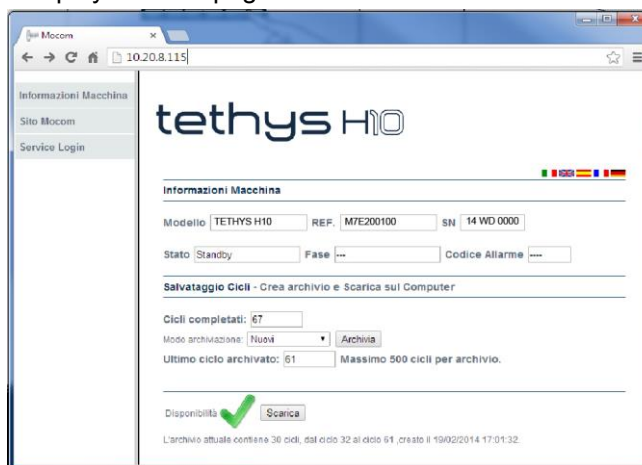 Mocom
10.20.8.115
Informazioni Macchina
Sito Mocom
Service Login
tethys H10
Informazioni Macchina
Modello TETHYS H10 REF. M7E200100 SN 14 WD 0000
Stato Standby Fase --- Codice Allarme ----
Salvataggio Cicli - Crea archivio e Scarica sul Computer
Cicli completati: 67
Modo archiviazione: Nuovi Archivia
Ultimo ciclo archivato: 61 Massimo 500 cicli per archivio.
Disponibilità Scarica
L'archivio attuale contiene 30 cicli, dal ciclo 32 al ciclo 61 ,creato il 19/02/2014 17:01:32.